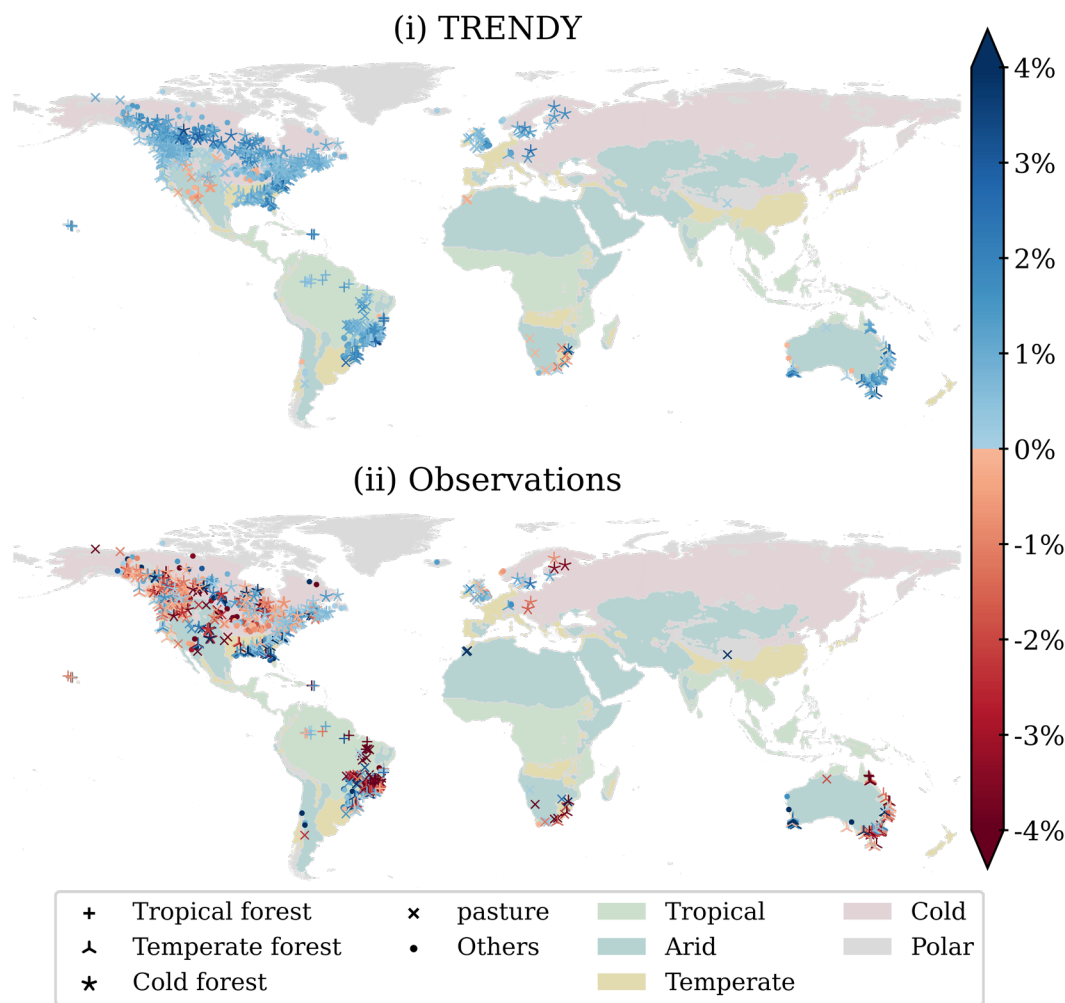 (i) TRENDY
4%
3%
2%
1%
0%
-1%
-2%
-3%
-4%
(ii) Observations
Tropical forest
pasture
Tropical
Cold
Temperate forest
Others
Arid
Polar
Cold forest
Temperate